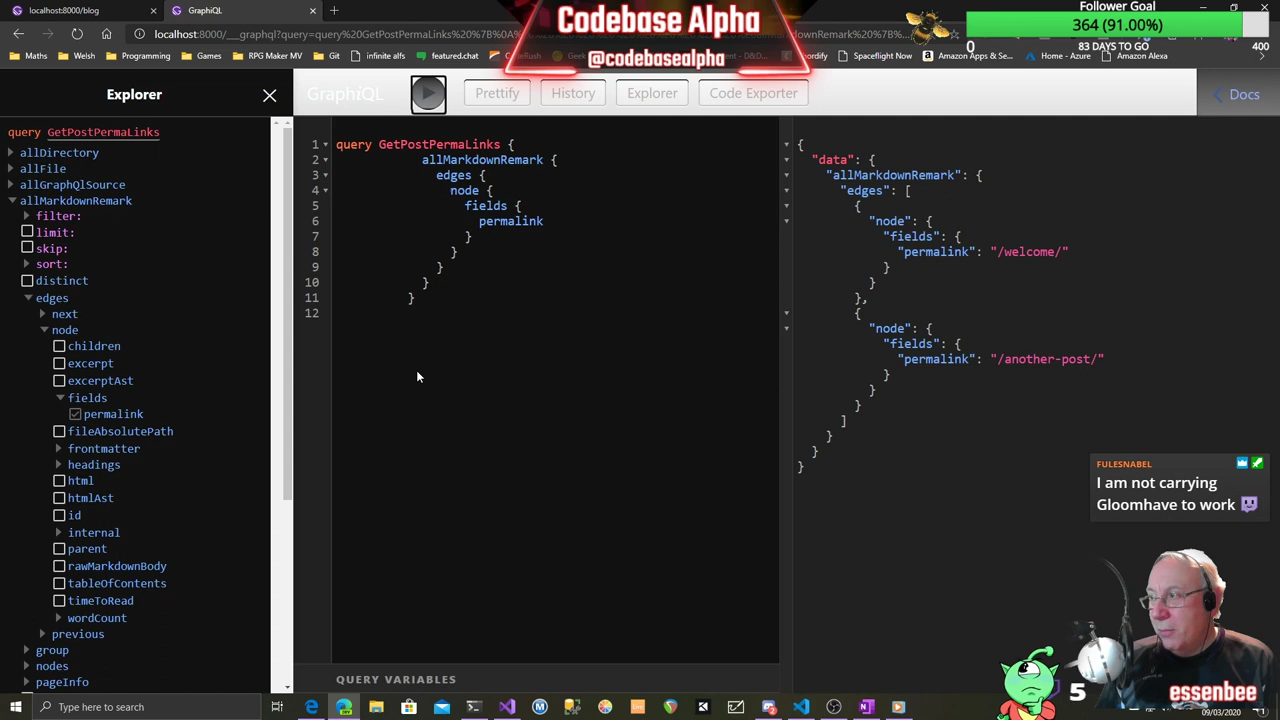 localhost:8000/blog
GraphiQL
Codebase Alpha
@codebasealpha
Follower Goal
364 (91.00%)
0
83 DAYS TO GO
400
localhost:8000/___graphql?query=query%20GetPostPermaLinks%20%7B%0A%
Writing
Programming
Games
RPG Maker MV
Git
infinite alfs
featured.chat
Spaceflight Now
Amazon Apps & Se...
Home - Azure
Amazon Alexa
Explorer
GraphiQL
Prettify
History
Explorer
Code Exporter
Docs
query GetPostPermaLinks
allDirectory
allFile
allGraphQlSource
allMarkdownRemark
filter:
limit:
skip:
sort:
distinct
edges
next
node
children
excerpt
excerptAst
fields
permalink
fileAbsolutePath
frontmatter
headings
html
htmlAst
id
internal
parent
rawMarkdownBody
tableOfContents
timeToRead
wordCount
previous
group
nodes
pageInfo
1 query GetPostPermaLinks {
2 allMarkdownRemark {
3 edges {
4 node {
5 fields {
6 permalink
7 }
8 }
9 }
10 }
11 }
12
QUERY VARIABLES
{
"data": {
"allMarkdownRemark": {
"edges": [
{
"node": {
"fields": {
"permalink": "/welcome/"
}
}
},
{
"node": {
"fields": {
"permalink": "/another-post/"
}
}
}
]
}
}
}
FULESNABEL
I am not carrying
Gloomhave to work
5
essenbee
Type here to search
09/03/2020